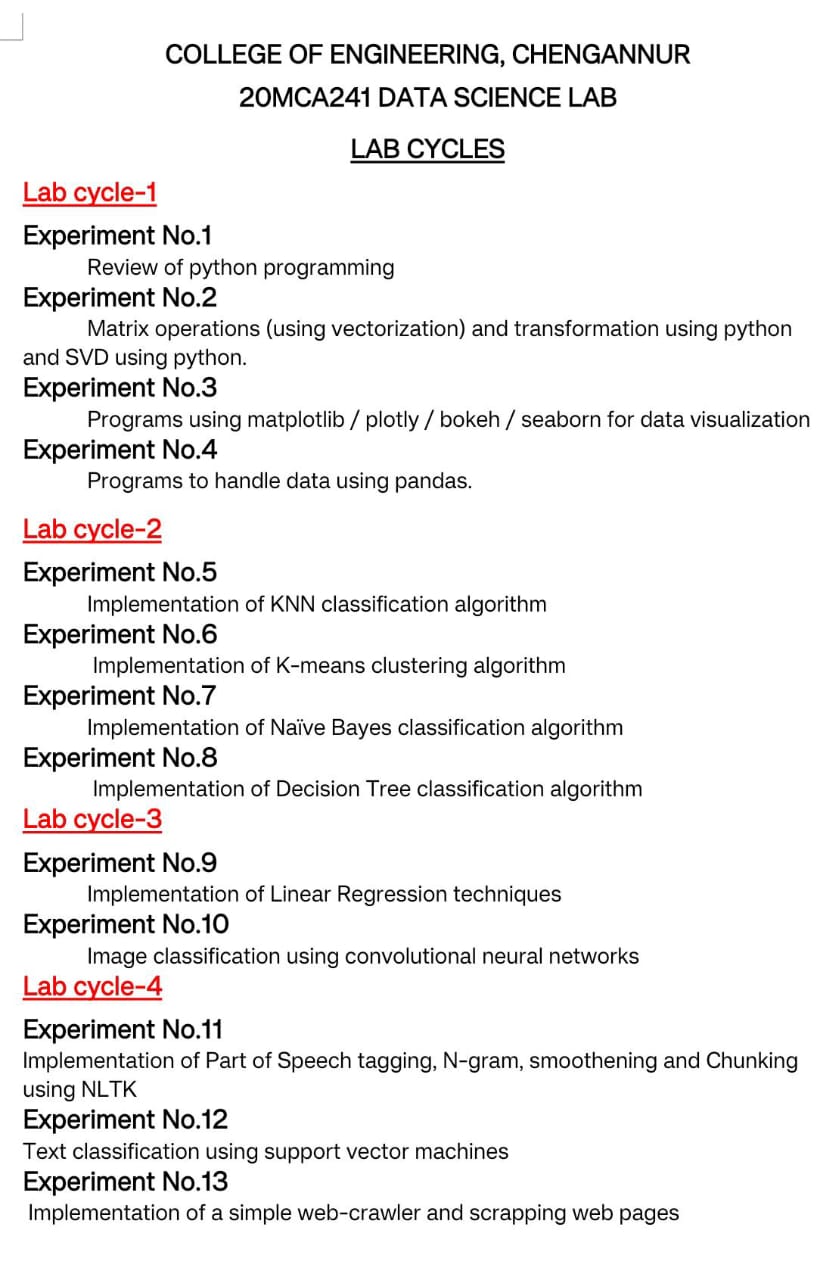 COLLEGE OF ENGINEERING, CHENGANNUR
20MCA241 DATA SCIENCE LAB
LAB CYCLES
Lab cycle-1
Experiment No.1
Review of python programming
Experiment No.2
Matrix operations (using vectorization) and transformation using python
and SVD using python.
Experiment No.3
Programs using matplotlib / plotly / bokeh / seaborn for data visualization
Experiment No.4
Programs to handle data using pandas.
Lab cycle-2
Experiment No.5
Implementation of KNN classification algorithm
Experiment No.6
Implementation of K-means clustering algorithm
Experiment No.7
Implementation of Naïve Bayes classification algorithm
Experiment No.8
Implementation of Decision Tree classification algorithm
Lab cycle-3
Experiment No.9
Implementation of Linear Regression techniques
Experiment No.10
Image classification using convolutional neural networks
Lab cycle-4
Experiment No.11
Implementation of Part of Speech tagging, N-gram, smoothening and Chunking
using NLTK
Experiment No.12
Text classification using support vector machines
Experiment No.13
Implementation of a simple web-crawler and scrapping web pages